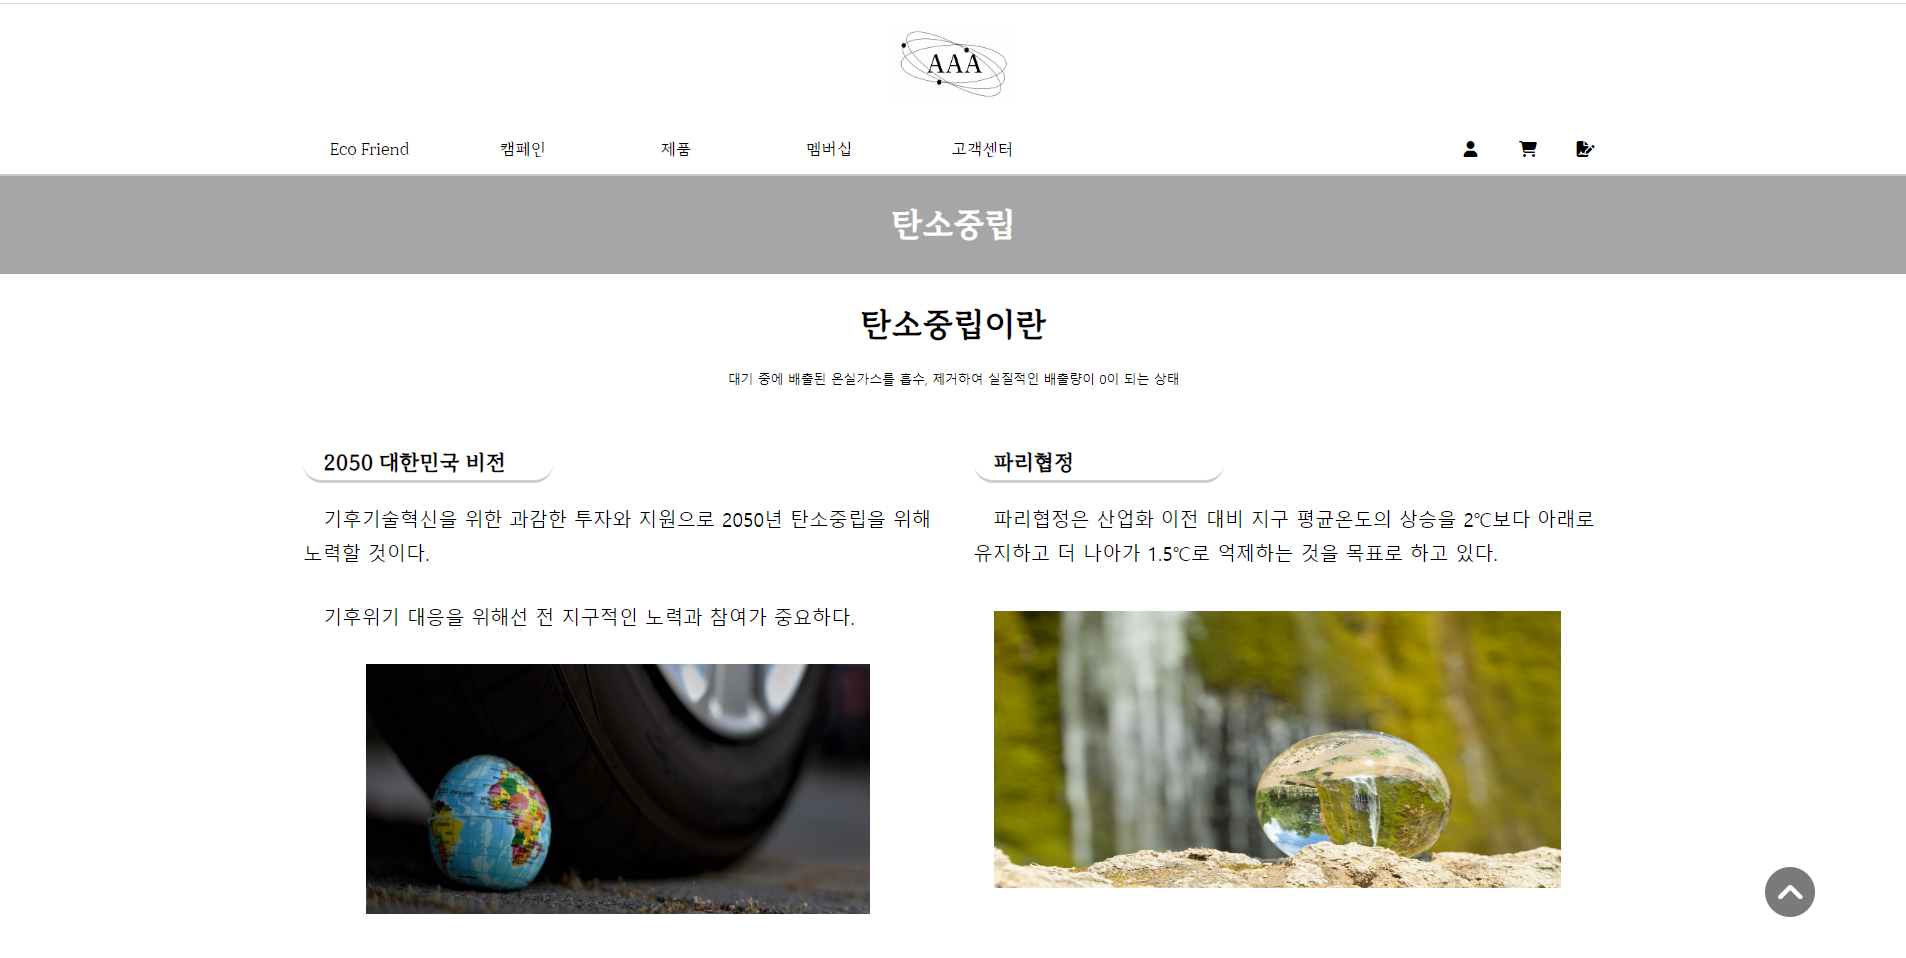 AAA
Eco Friend 캠페인 제품 멤버십 고객센터
탄소중립
탄소중립이란
대기 중에 배출된 온실가스를 흡수, 제거하여 실질적인 배출량이 0이 되는 상태
2050 대한민국 비전
기후기술혁신을 위한 과감한 투자와 지원으로 2050년 탄소중립을 위해
노력할 것이다.
기후위기 대응을 위해선 전 지구적인 노력과 참여가 중요하다.
파리협정
파리협정은 산업화 이전 대비 지구 평균온도의 상승을 2℃보다 아래로
유지하고 더 나아가 1.5℃로 억제하는 것을 목표로 하고 있다.